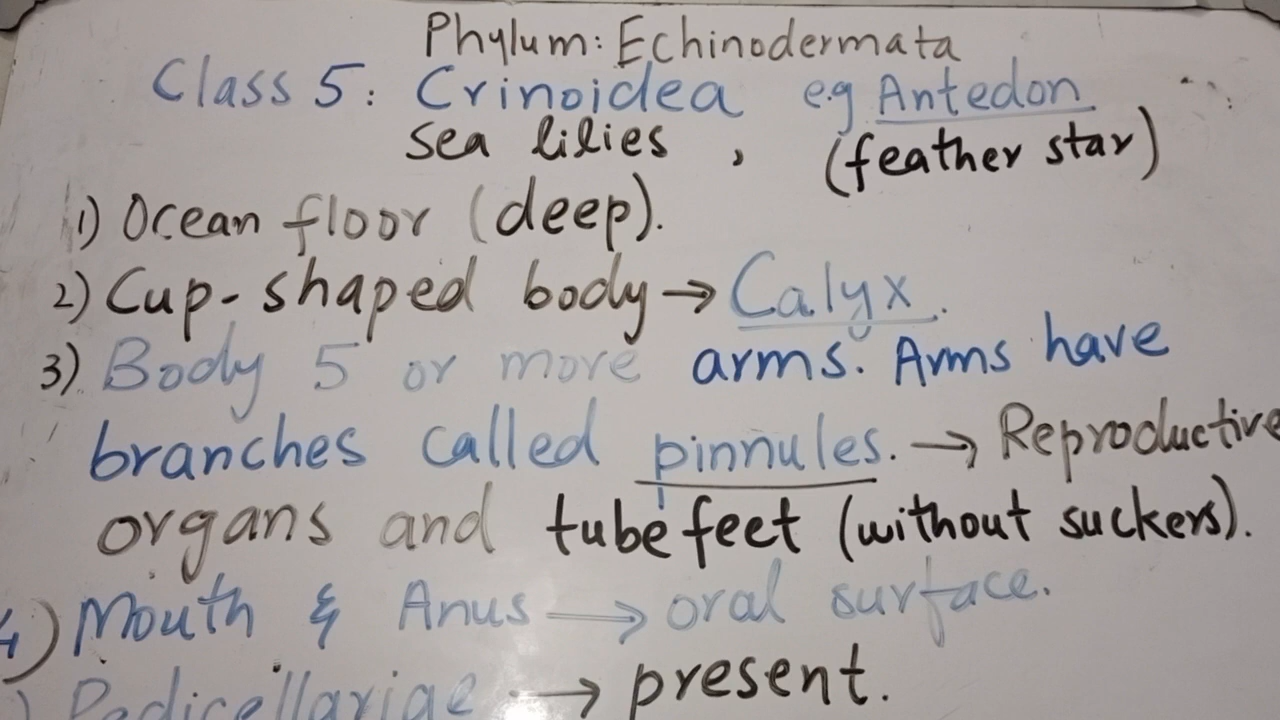 Phylum: Echinodermata
Class 5: Crinoidea e.g Antedon
sea lilies , (feather star)
1) Ocean floor (deep).
2) Cup-shaped body → Calyx.
3) Body 5 or more arms. Arms have
branches called pinnules. → Reproductive
organs and tube feet (without suckers).
4) Mouth & Anus → oral surface.
) Pedicellariae → present.